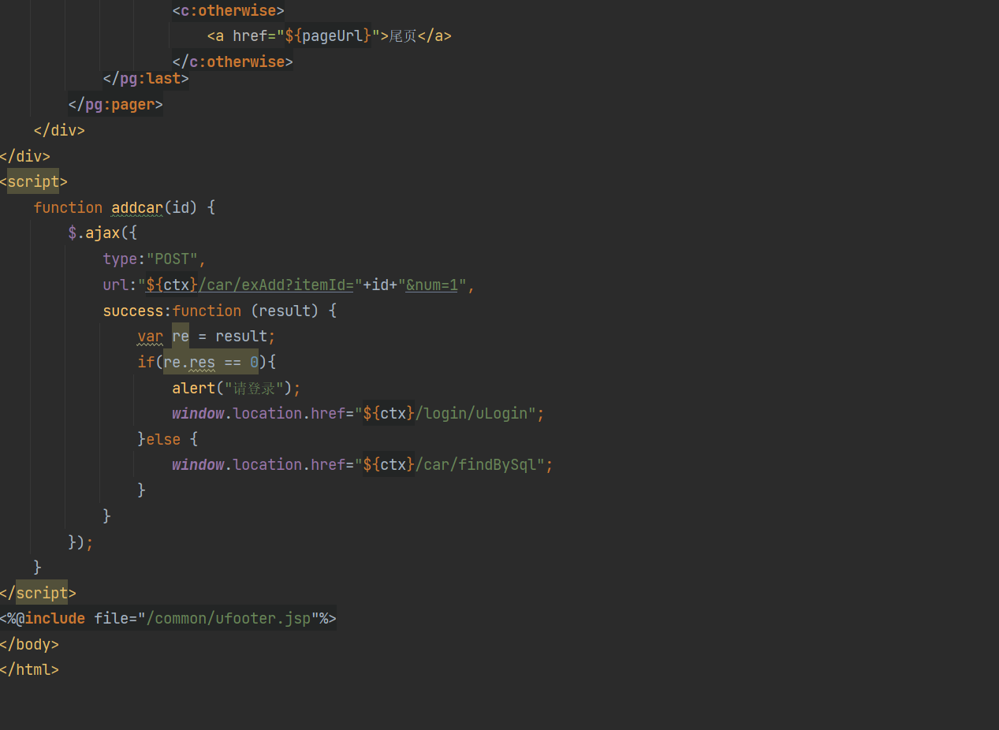 <c:otherwise>
<a href="${pageUrl}">尾页</a>
</c:otherwise>
</pg:last>
</pg:pager>
</div>
</div>
<script>
function addcar(id) {
$.ajax({
type:"POST",
url:"${ctx}/car/exAdd?itemId="+id+"&num=1",
success:function (result) {
var re = result;
if(re.res == 0){
alert("请登录");
window.location.href="${ctx}/login/uLogin";
}else {
window.location.href="${ctx}/car/findBySql";
}
}
});
}
</script>
<%@include file="/common/ufooter.jsp"%>
</body>
</html>